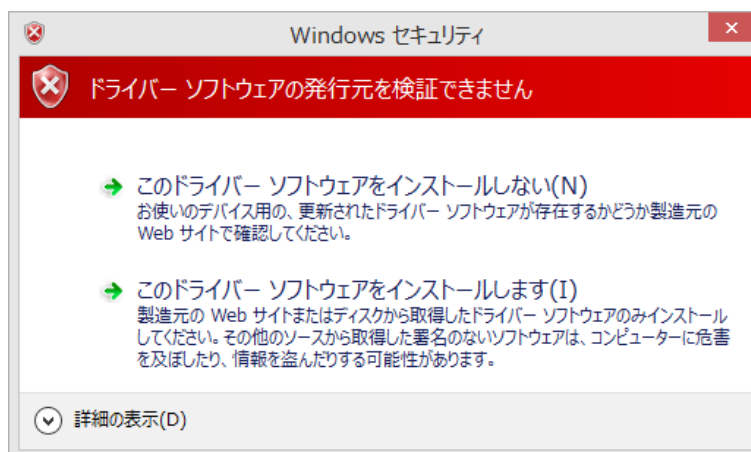 Windows セキュリティ
ドライバー ソフトウェアの発行元を検証できません
このドライバー ソフトウェアをインストールしない(N)
お使いのデバイス用の、更新されたドライバー ソフトウェアが存在するかどうか製造元の
Web サイトで確認してください。
このドライバー ソフトウェアをインストールします(I)
製造元の Web サイトまたはディスクから取得したドライバー ソフトウェアのみインストール
してください。その他のソースから取得した署名のないソフトウェアは、コンピューターに危害
を及ぼしたり、情報を盗んだりする可能性があります。
詳細の表示(D)